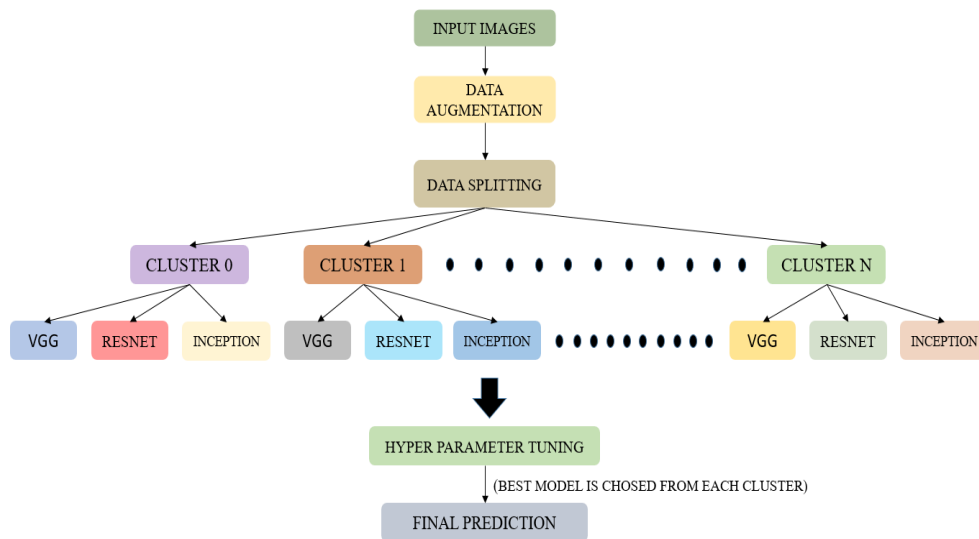 INPUT IMAGES
DATA
AUGMENTATION
DATA SPLITTING
CLUSTER 0
CLUSTER 1
CLUSTER N
VGG
RESNET
INCEPTION
VGG
RESNET
INCEPTION
VGG
RESNET
INCEPTION
HYPER PARAMETER TUNING
(BEST MODEL IS CHOSED FROM EACH CLUSTER)
FINAL PREDICTION